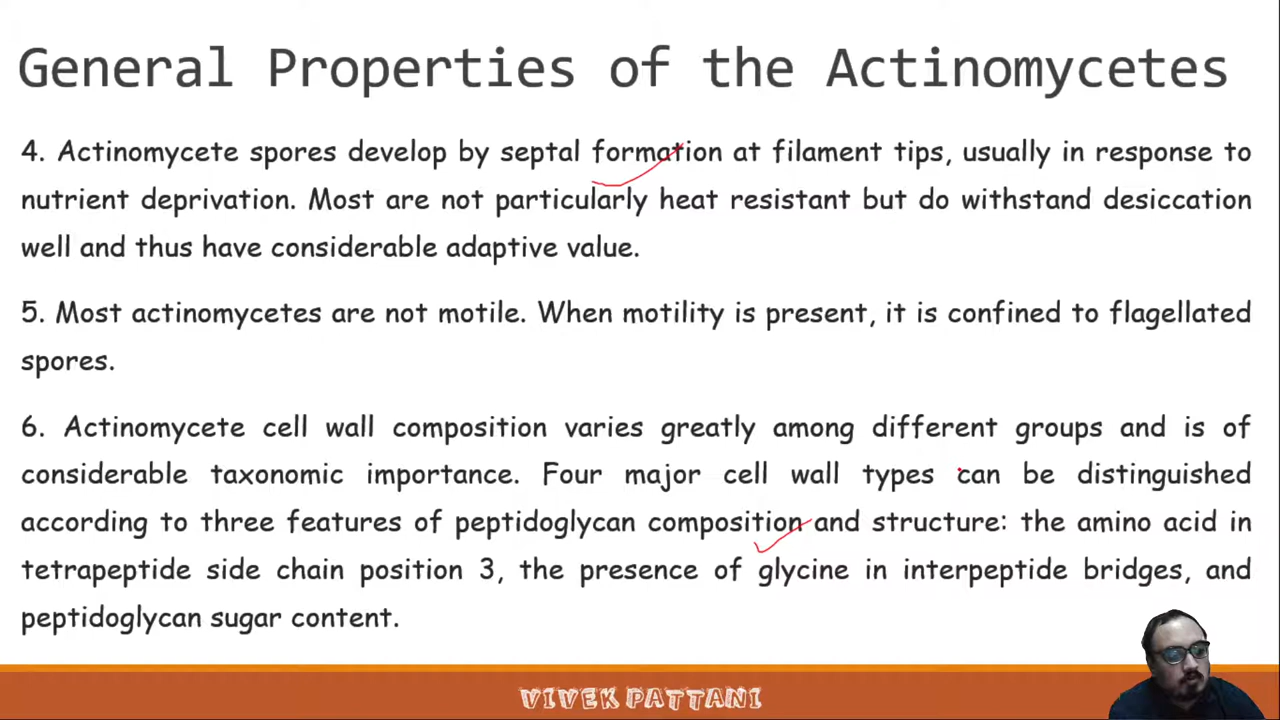 General Properties of the Actinomycetes
4. Actinomycete spores develop by septal formation at filament tips, usually in response to
nutrient deprivation. Most are not particularly heat resistant but do withstand desiccation
well and thus have considerable adaptive value.
5. Most actinomycetes are not motile. When motility is present, it is confined to flagellated
spores.
6. Actinomycete cell wall composition varies greatly among different groups and is of
considerable taxonomic importance. Four major cell wall types can be distinguished
according to three features of peptidoglycan composition and structure: the amino acid in
tetrapeptide side chain position 3, the presence of glycine in interpeptide bridges, and
peptidoglycan sugar content.
VIVEK PATTANI